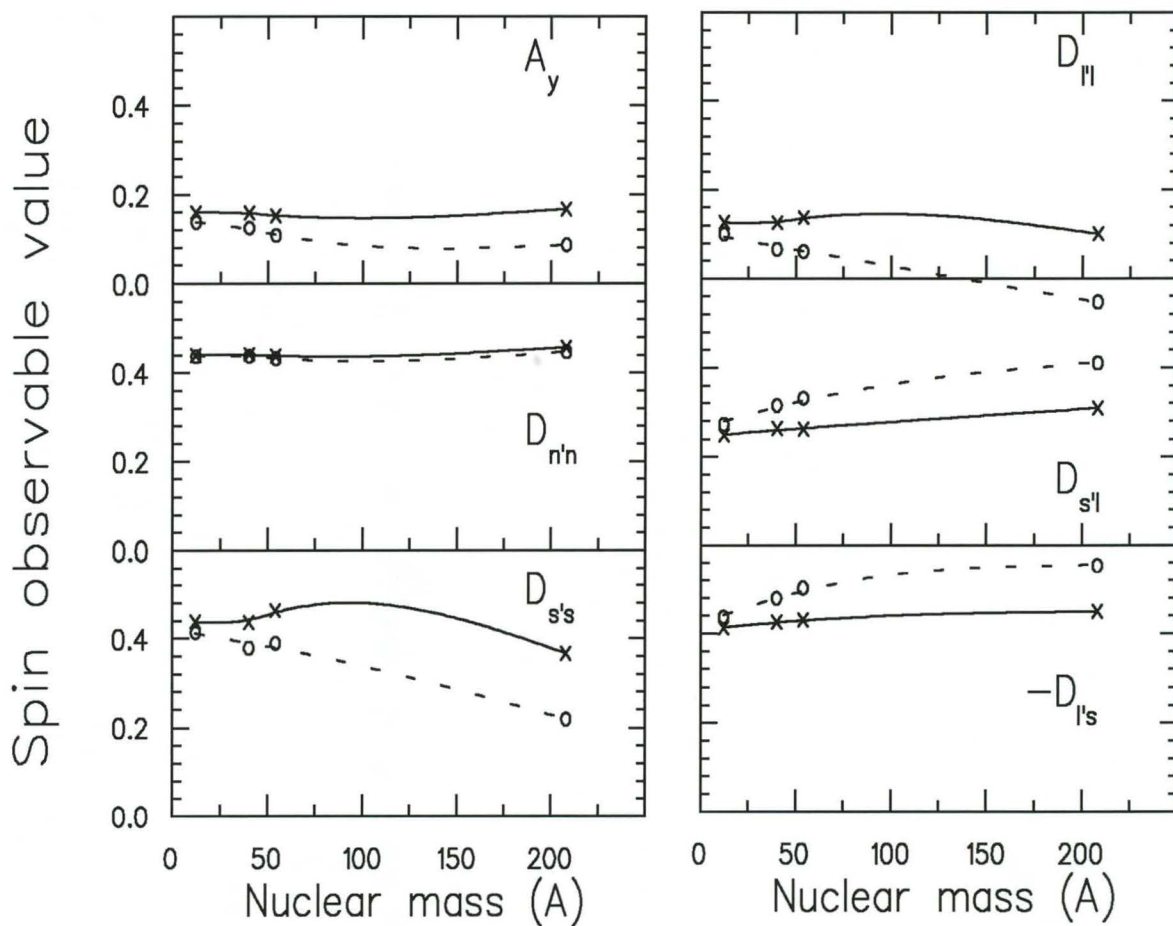 Spin observable value
A_y
0.4
0.2
0.0
D_n'n
0.4
0.2
0.0
D_s's
0.4
0.2
0.0
0 50 100 150 200
Nuclear mass (A)
D_l'l
D_s'l
−D_l's
0 50 100 150 200
Nuclear mass (A)